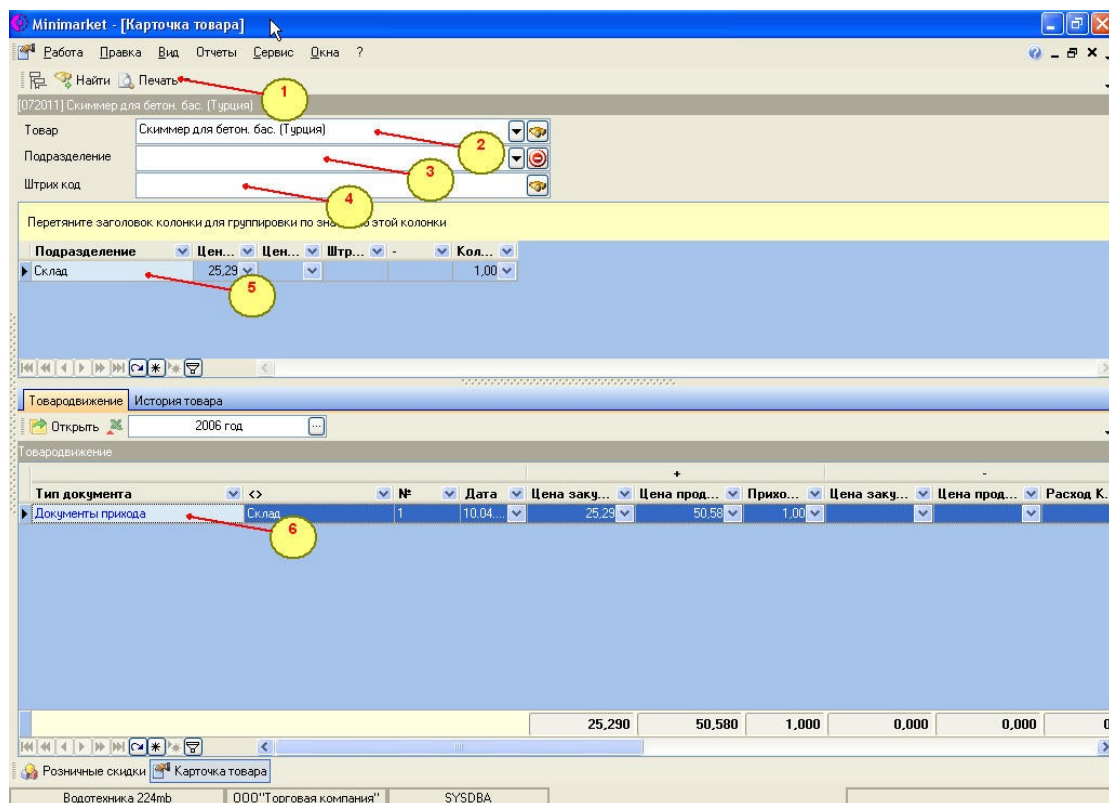 Minimarket - [Карточка товара]
Работа Правка Вид Отчеты Сервис Окна ?
Найти Печать
1
[072011] Скиммер для бетон. бас. (Турция)
Товар Скиммер для бетон. бас. (Турция)
2
Подразделение
3
Штрих код
4
Перетяните заголовок колонки для группировки по этой колонки
Подразделение Цен... Цен... Штр... - Кол...
Склад 25,29 1,00
5
Товародвижение История товара
Открыть 2006 год ...
Товародвижение
+ -
Тип документа <> № Дата Цена заку... Цена прод... Прихо... Цена заку... Цена прод... Расход К.
Документы прихода Склад 1 10.04.... 25,29 50,58 1,00
6
25,290 50,580 1,000 0,000 0,000
Розничные скидки Карточка товара
Водотехника 224mb ООО"Торговая компания" SYSDBA